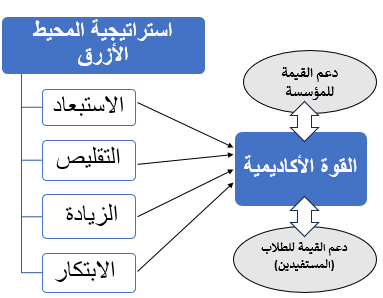 استراتيجية المحيط
الأزرق
الاستبعاد
التقليص
الزيادة
الابتكار
دعم القيمة
للمؤسسة
القوة الأكاديمية
دعم القيمة للطلاب
(المستفيدين)